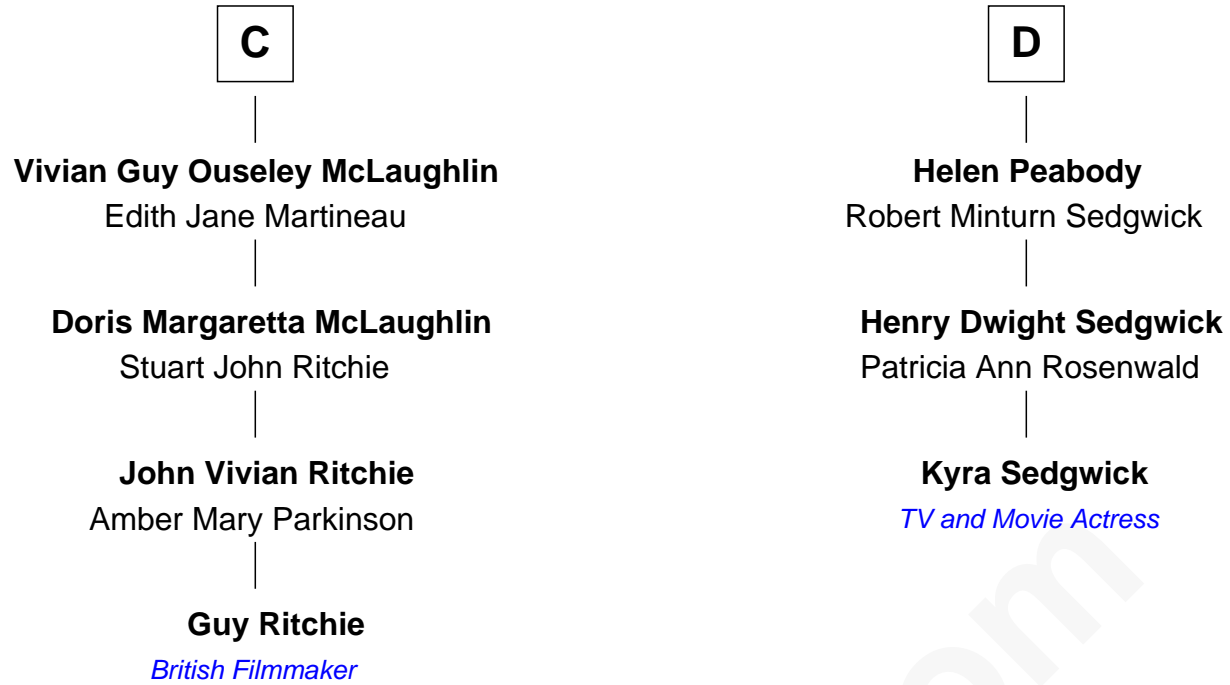 C
Vivian Guy Ouseley McLaughlin
Edith Jane Martineau
Doris Margaretta McLaughlin
Stuart John Ritchie
John Vivian Ritchie
Amber Mary Parkinson
Guy Ritchie
British Filmmaker
D
Helen Peabody
Robert Minturn Sedgwick
Henry Dwight Sedgwick
Patricia Ann Rosenwald
Kyra Sedgwick
TV and Movie Actress
om